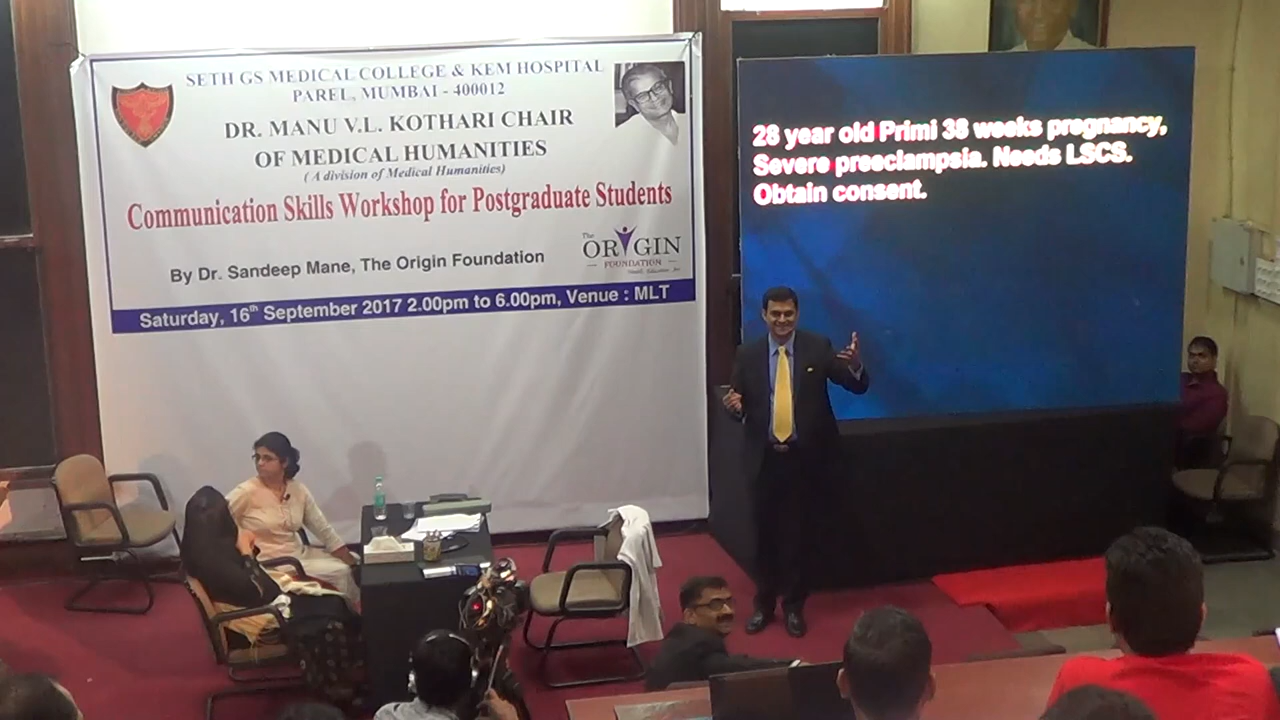 SETH GS MEDICAL COLLEGE & KEM HOSPITAL
PAREL, MUMBAI - 400012
DR. MANU V.L. KOTHARI CHAIR
OF MEDICAL HUMANITIES
( A division of Medical Humanities)
Communication Skills Workshop for Postgraduate Students
The
ORIGIN
FOUNDATION
By Dr. Sandeep Mane, The Origin Foundation
Saturday, 16th September 2017 2.00pm to 6.00pm, Venue : MLT
28 year old Primi 38 weeks pregnancy,
Severe preeclampsia. Needs LSCS.
Obtain consent.